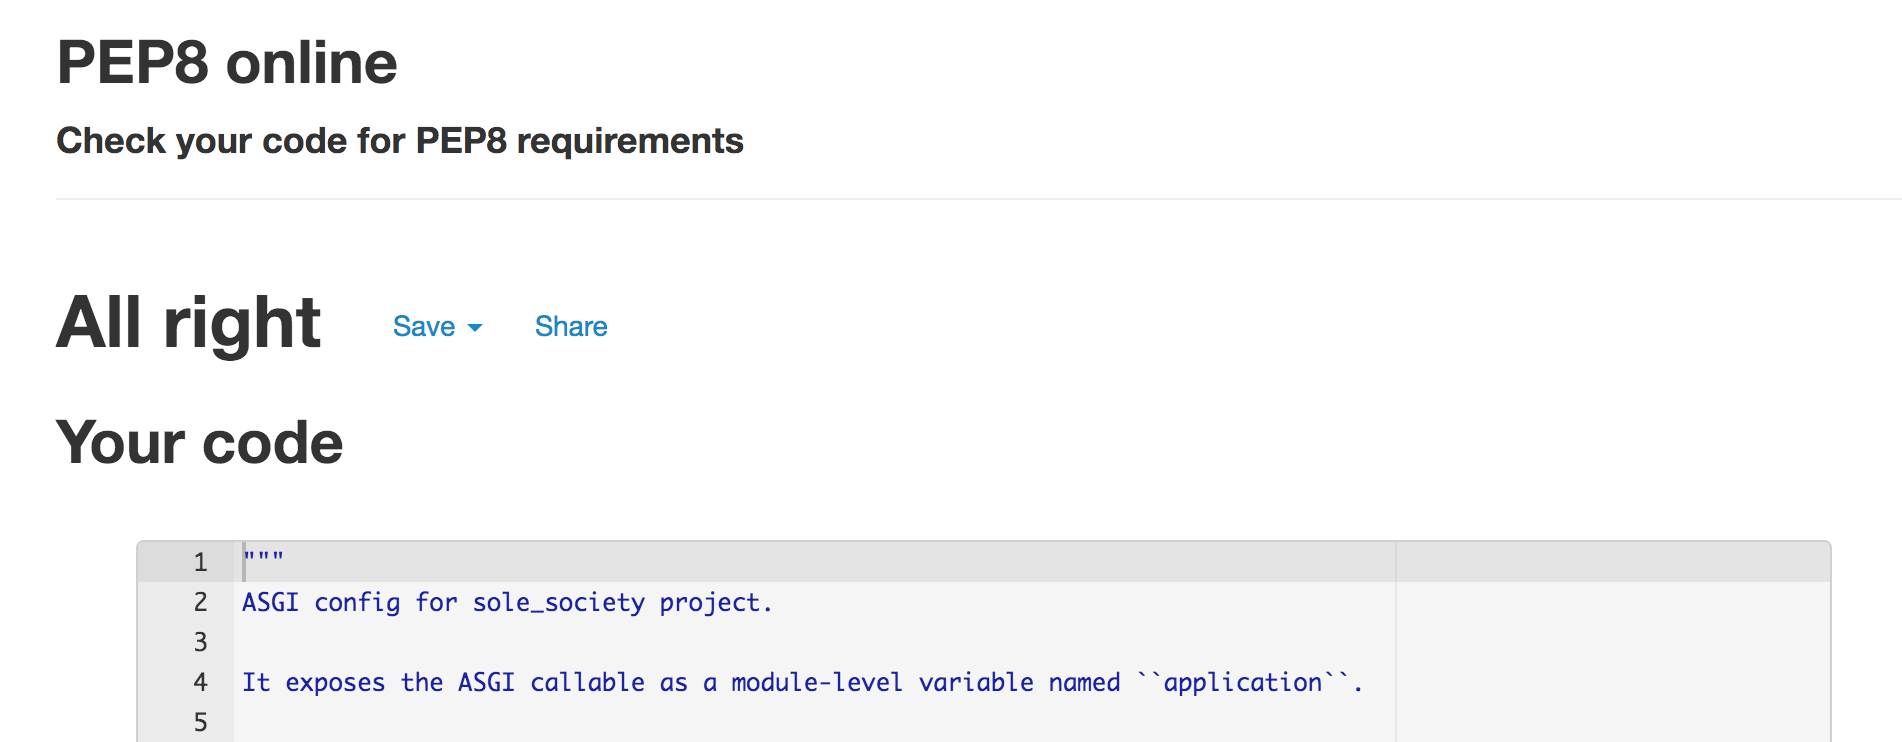 PEP8 online
Check your code for PEP8 requirements
All right Save Share
Your code
1 """
2 ASGI config for sole_society project.
3
4 It exposes the ASGI callable as a module-level variable named ``application``.
5